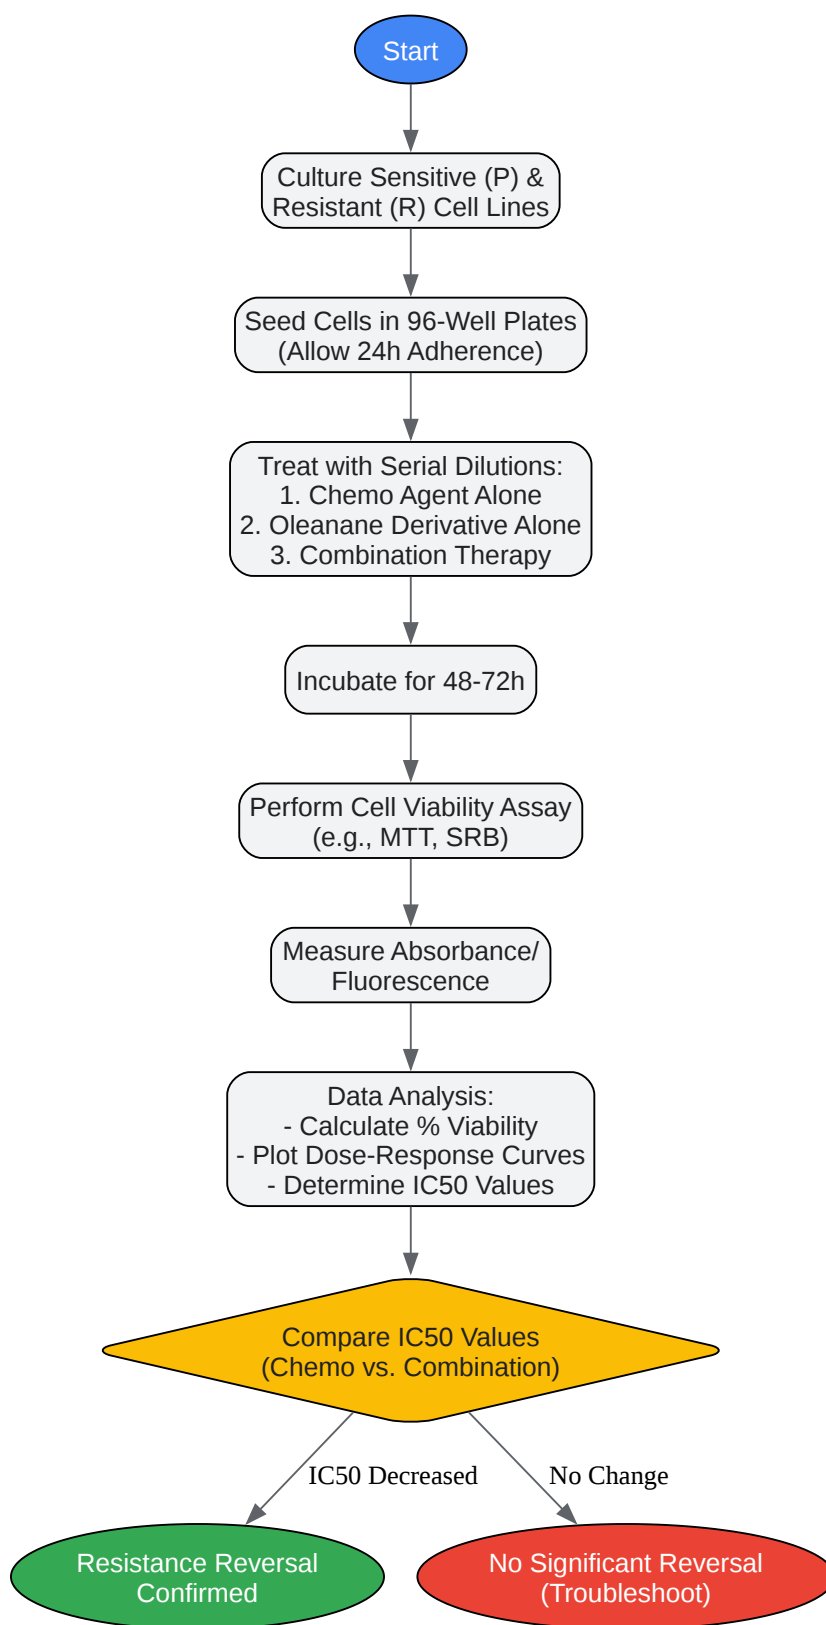 Start
Culture Sensitive (P) &
Resistant (R) Cell Lines
Seed Cells in 96-Well Plates
(Allow 24h Adherence)
Treat with Serial Dilutions:
1. Chemo Agent Alone
2. Oleanane Derivative Alone
3. Combination Therapy
Incubate for 48-72h
Perform Cell Viability Assay
(e.g., MTT, SRB)
Measure Absorbance/
Fluorescence
Data Analysis:
- Calculate % Viability
- Plot Dose-Response Curves
- Determine IC50 Values
Compare IC50 Values
(Chemo vs. Combination)
IC50 Decreased
No Change
Resistance Reversal
Confirmed
No Significant Reversal
(Troubleshoot)